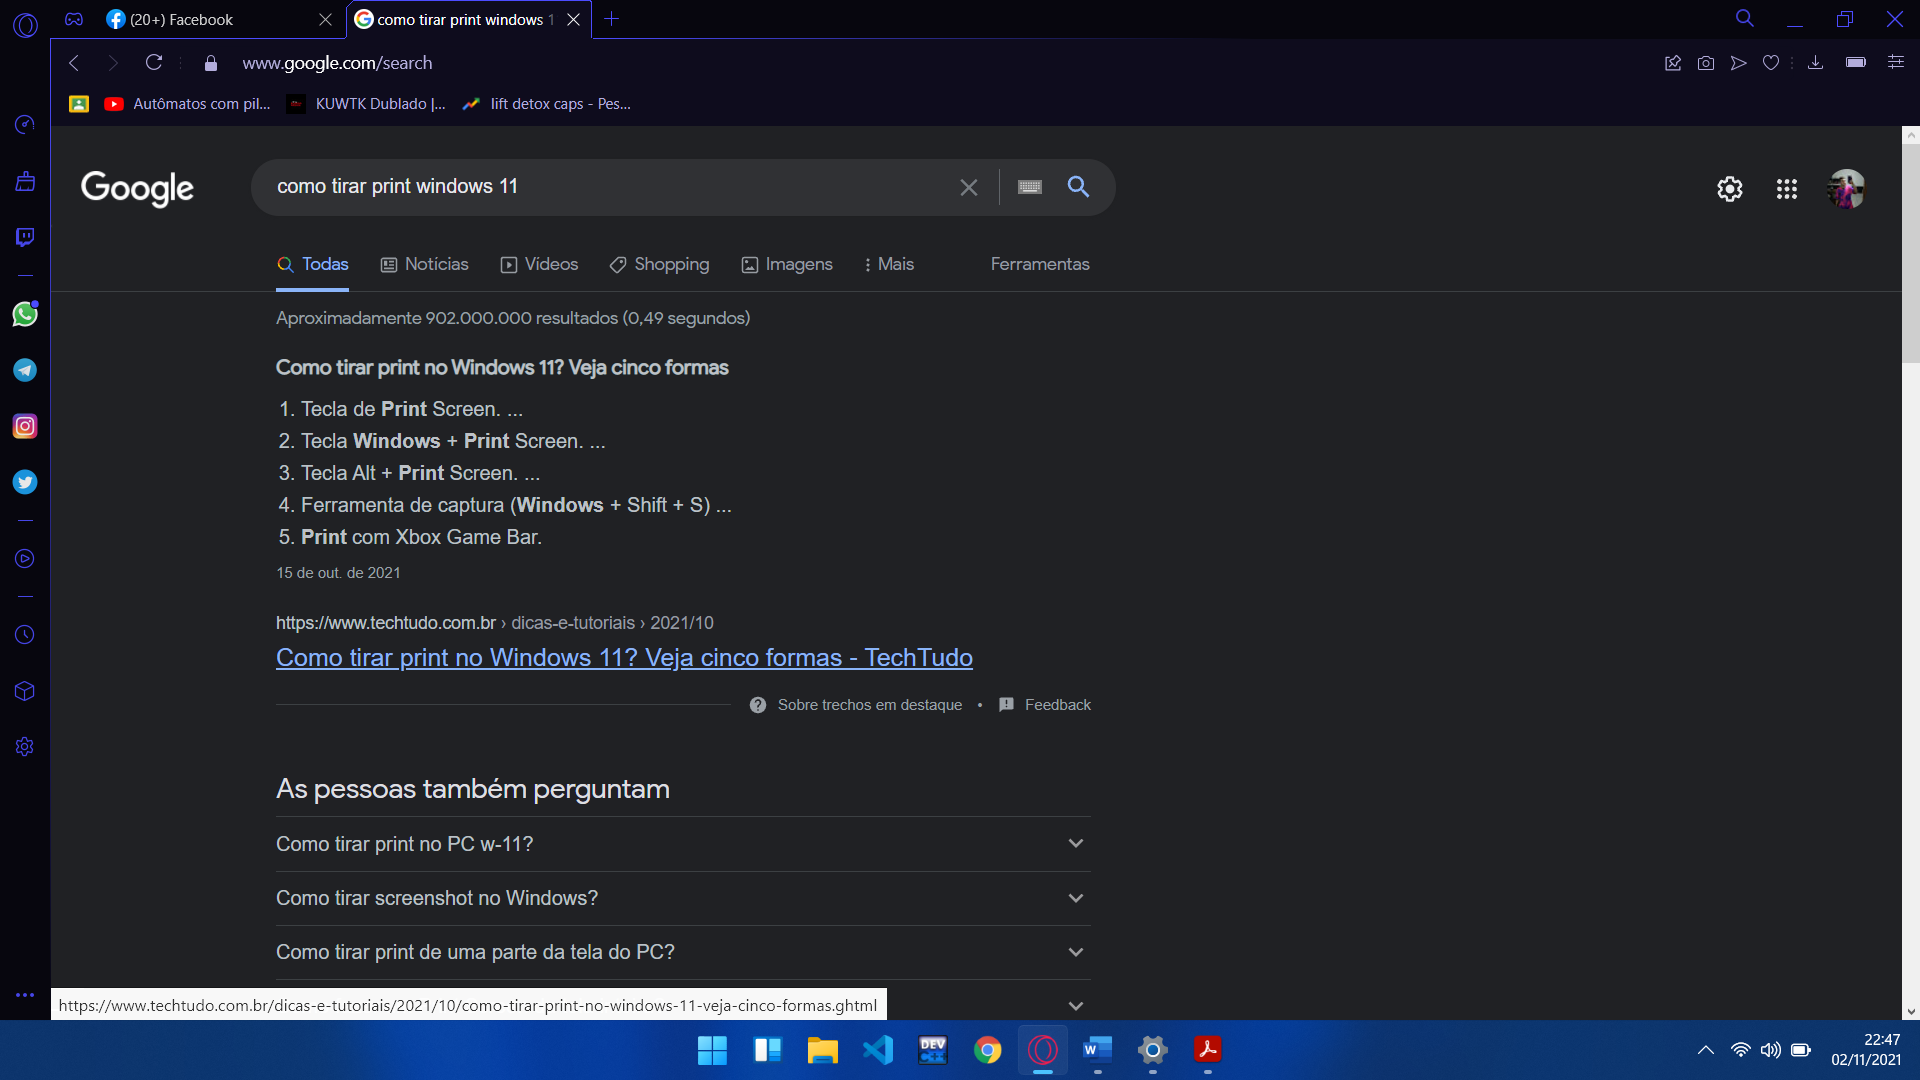 (20+) Facebook
como tirar print windows 1
www.google.com/search
Autômatos com pil...
KUWTK Dublado |...
lift detox caps - Pes...
Google
como tirar print windows 11
Todas
Notícias
Vídeos
Shopping
Imagens
Mais
Ferramentas
Aproximadamente 902.000.000 resultados (0,49 segundos)
Como tirar print no Windows 11? Veja cinco formas
1. Tecla de Print Screen. ...
2. Tecla Windows + Print Screen. ...
3. Tecla Alt + Print Screen. ...
4. Ferramenta de captura (Windows + Shift + S) ...
5. Print com Xbox Game Bar.
15 de out. de 2021
https://www.techtudo.com.br › dicas-e-tutoriais › 2021/10
Como tirar print no Windows 11? Veja cinco formas - TechTudo
Sobre trechos em destaque • Feedback
As pessoas também perguntam
Como tirar print no PC w-11?
Como tirar screenshot no Windows?
Como tirar print de uma parte da tela do PC?
https://www.techtudo.com.br/dicas-e-tutoriais/2021/10/como-tirar-print-no-windows-11-veja-cinco-formas.ghtml
DEV
W
22:47
02/11/2021